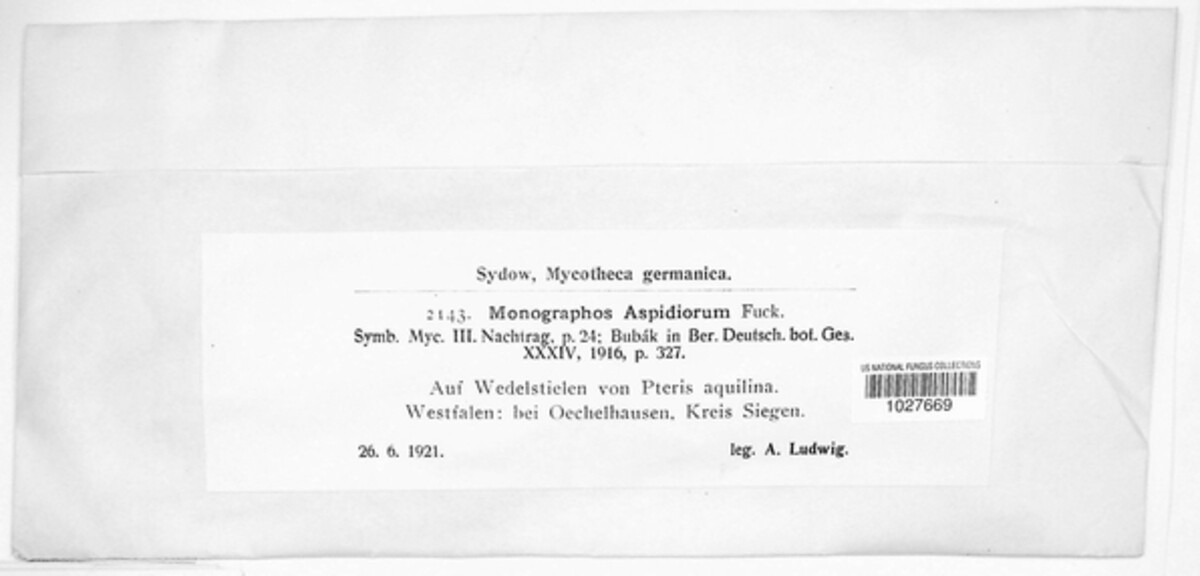 Sydow, Mycotheca germanica.
2143. Monographos Aspidiorum Fuck.
Symb. Myc. III. Nachtrag, p. 24; Bubák in Ber. Deutsch. bot. Ges.
XXXIV, 1916, p. 327.
Auf Wedelstielen von Pteris aquilina.
Westfalen: bei Oechelhausen, Kreis Siegen.
26. 6. 1921. leg. A. Ludwig.
US NATIONAL FUNGUS COLLECTIONS
1027669